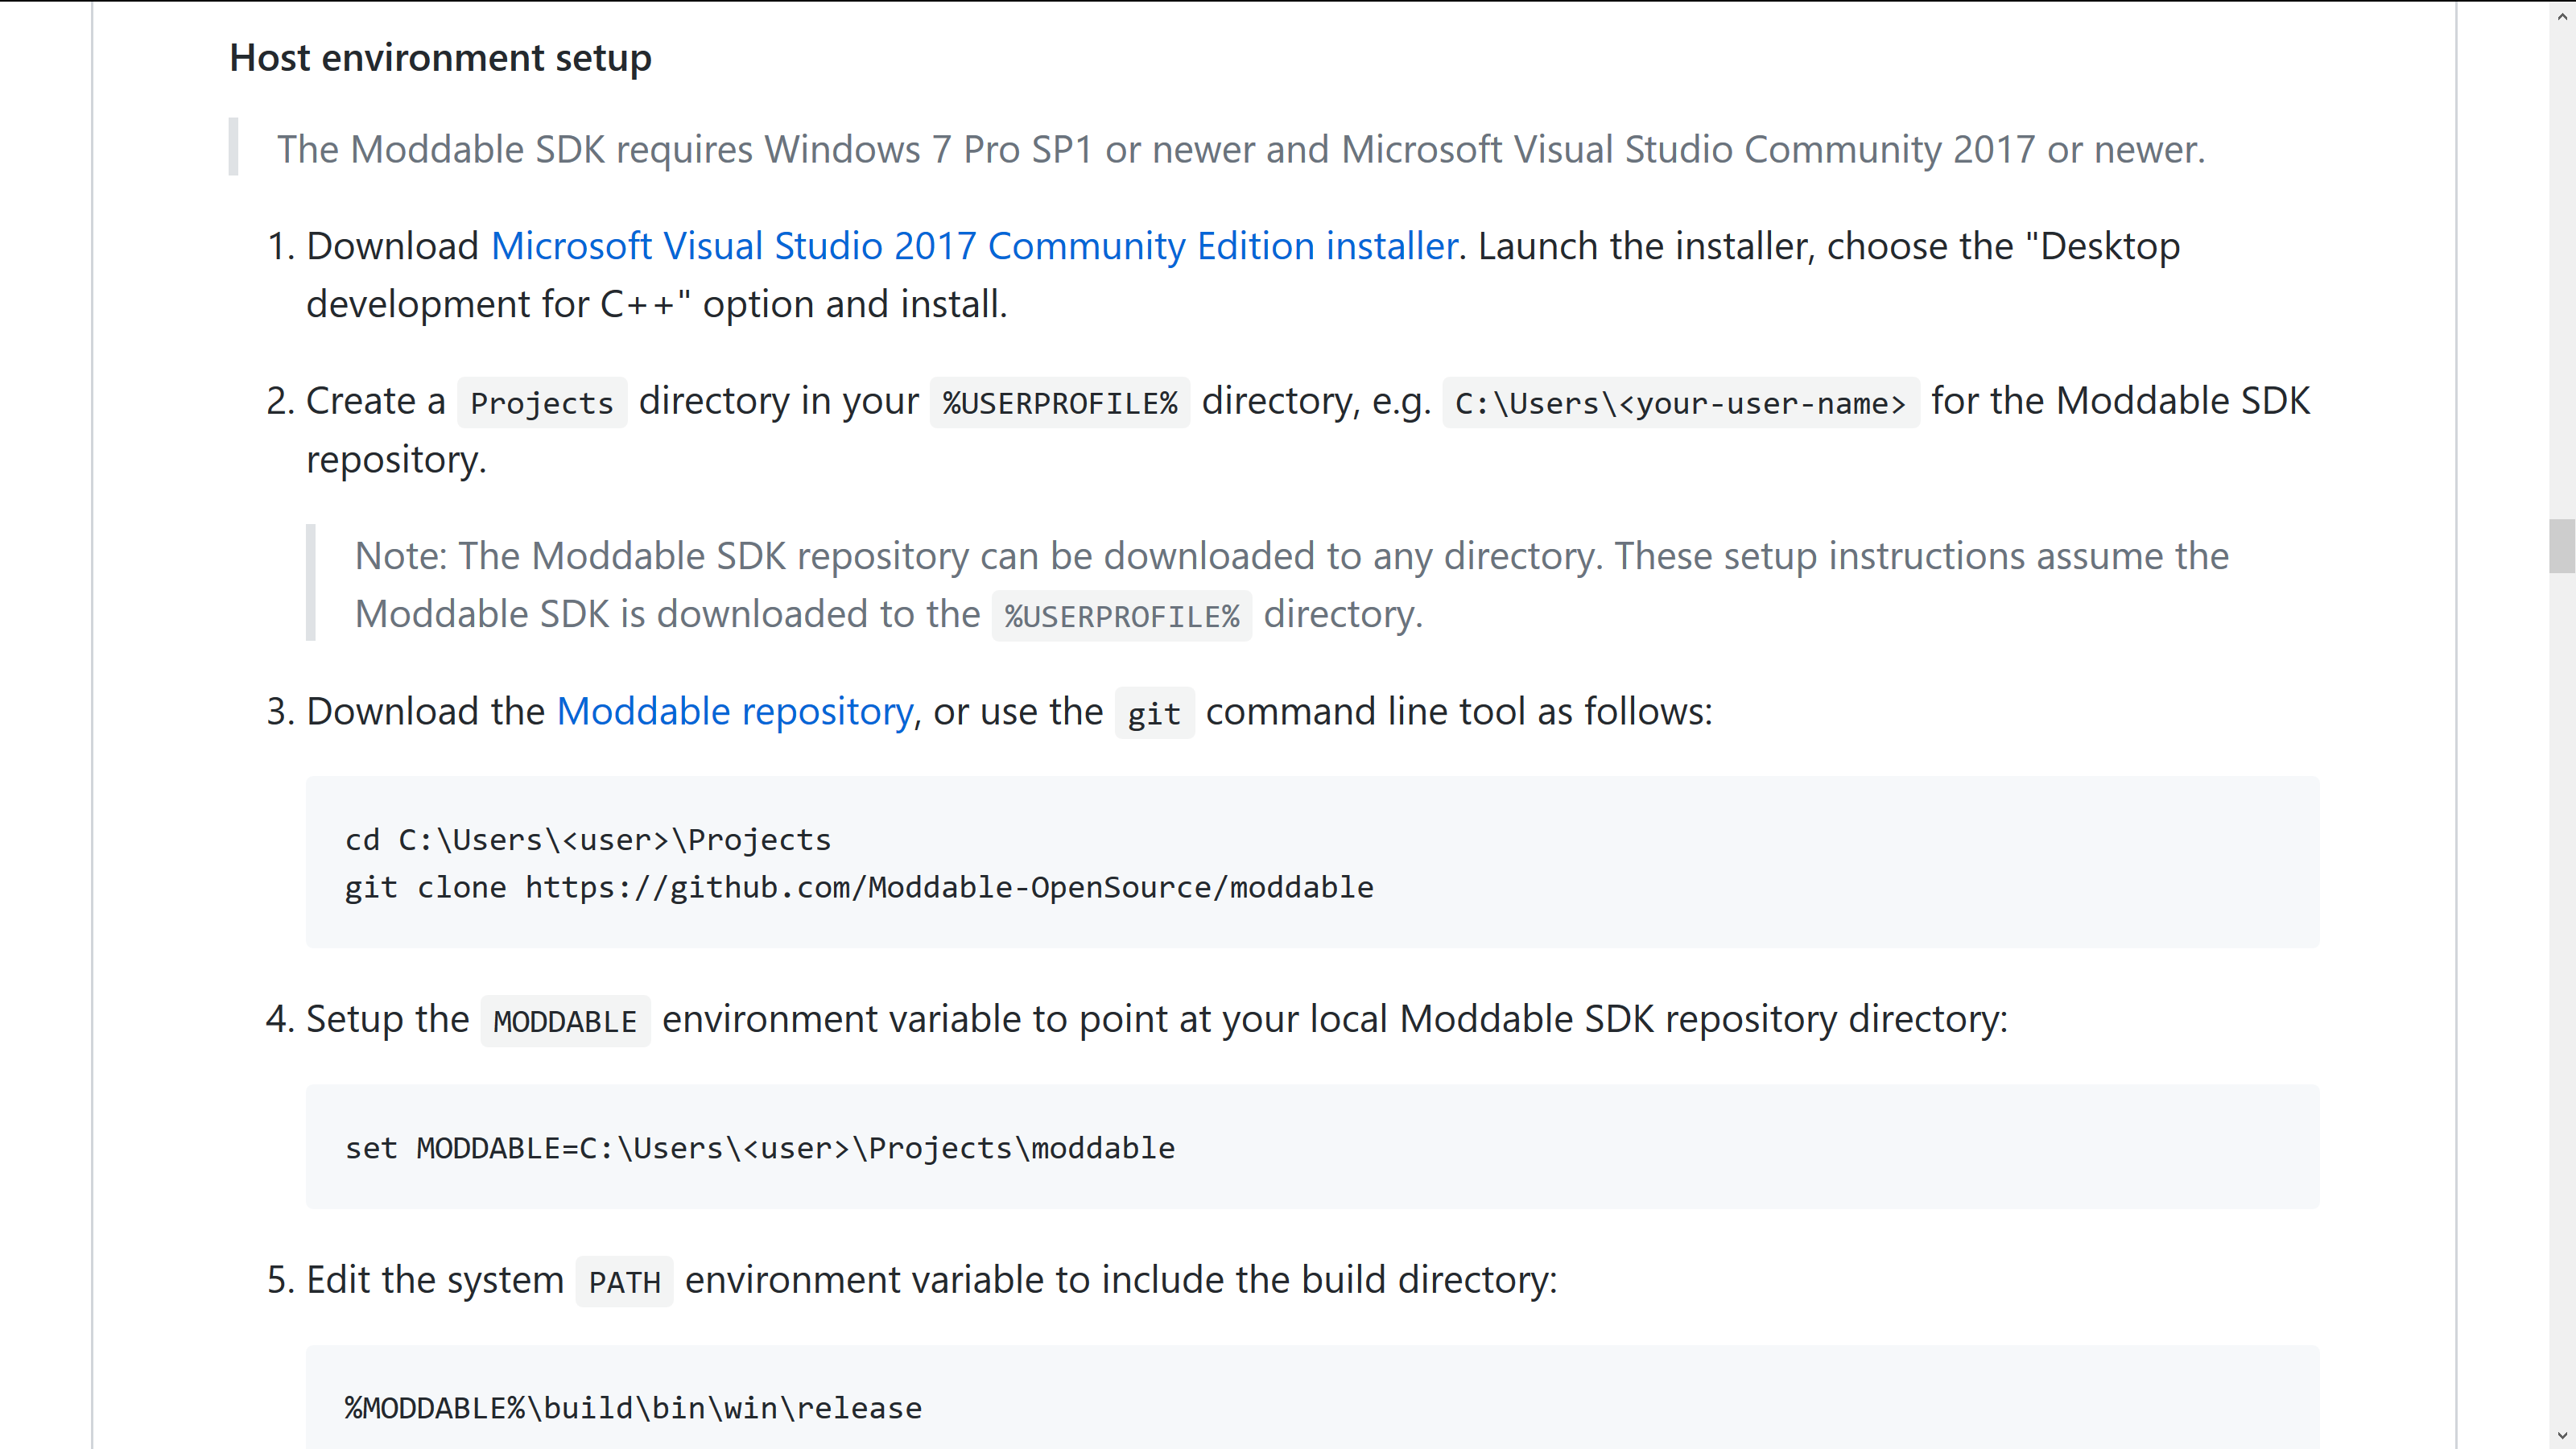 Host environment setup
The Moddable SDK requires Windows 7 Pro SP1 or newer and Microsoft Visual Studio Community 2017 or newer.
1. Download Microsoft Visual Studio 2017 Community Edition installer. Launch the installer, choose the "Desktop
development for C++" option and install.
2. Create a Projects directory in your %USERPROFILE% directory, e.g. C:\Users\<your-user-name> for the Moddable SDK
repository.
Note: The Moddable SDK repository can be downloaded to any directory. These setup instructions assume the
Moddable SDK is downloaded to the %USERPROFILE% directory.
3. Download the Moddable repository, or use the git command line tool as follows:
cd C:\Users\<user>\Projects
git clone https://github.com/Moddable-OpenSource/moddable
4. Setup the MODDABLE environment variable to point at your local Moddable SDK repository directory:
set MODDABLE=C:\Users\<user>\Projects\moddable
5. Edit the system PATH environment variable to include the build directory:
%MODDABLE%\build\bin\win\release